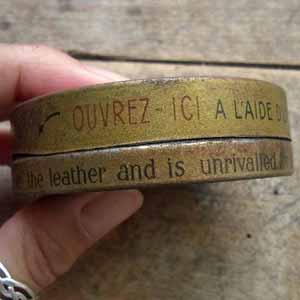 OUVREZ-ICI A L'AIDE
the leather and is unrivalled